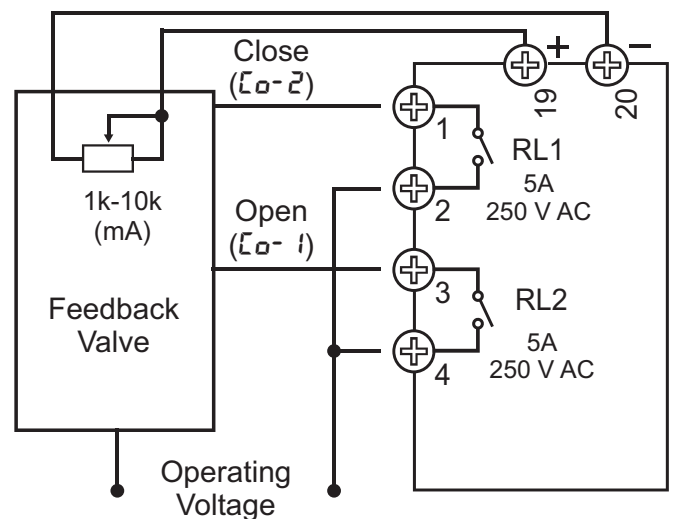 Close
(Co-2)
+
−
19
20
1
RL1
5A
250 V AC
2
1k-10k
(mA)
Open
(Co-1)
3
RL2
5A
250 V AC
4
Feedback
Valve
Operating
Voltage